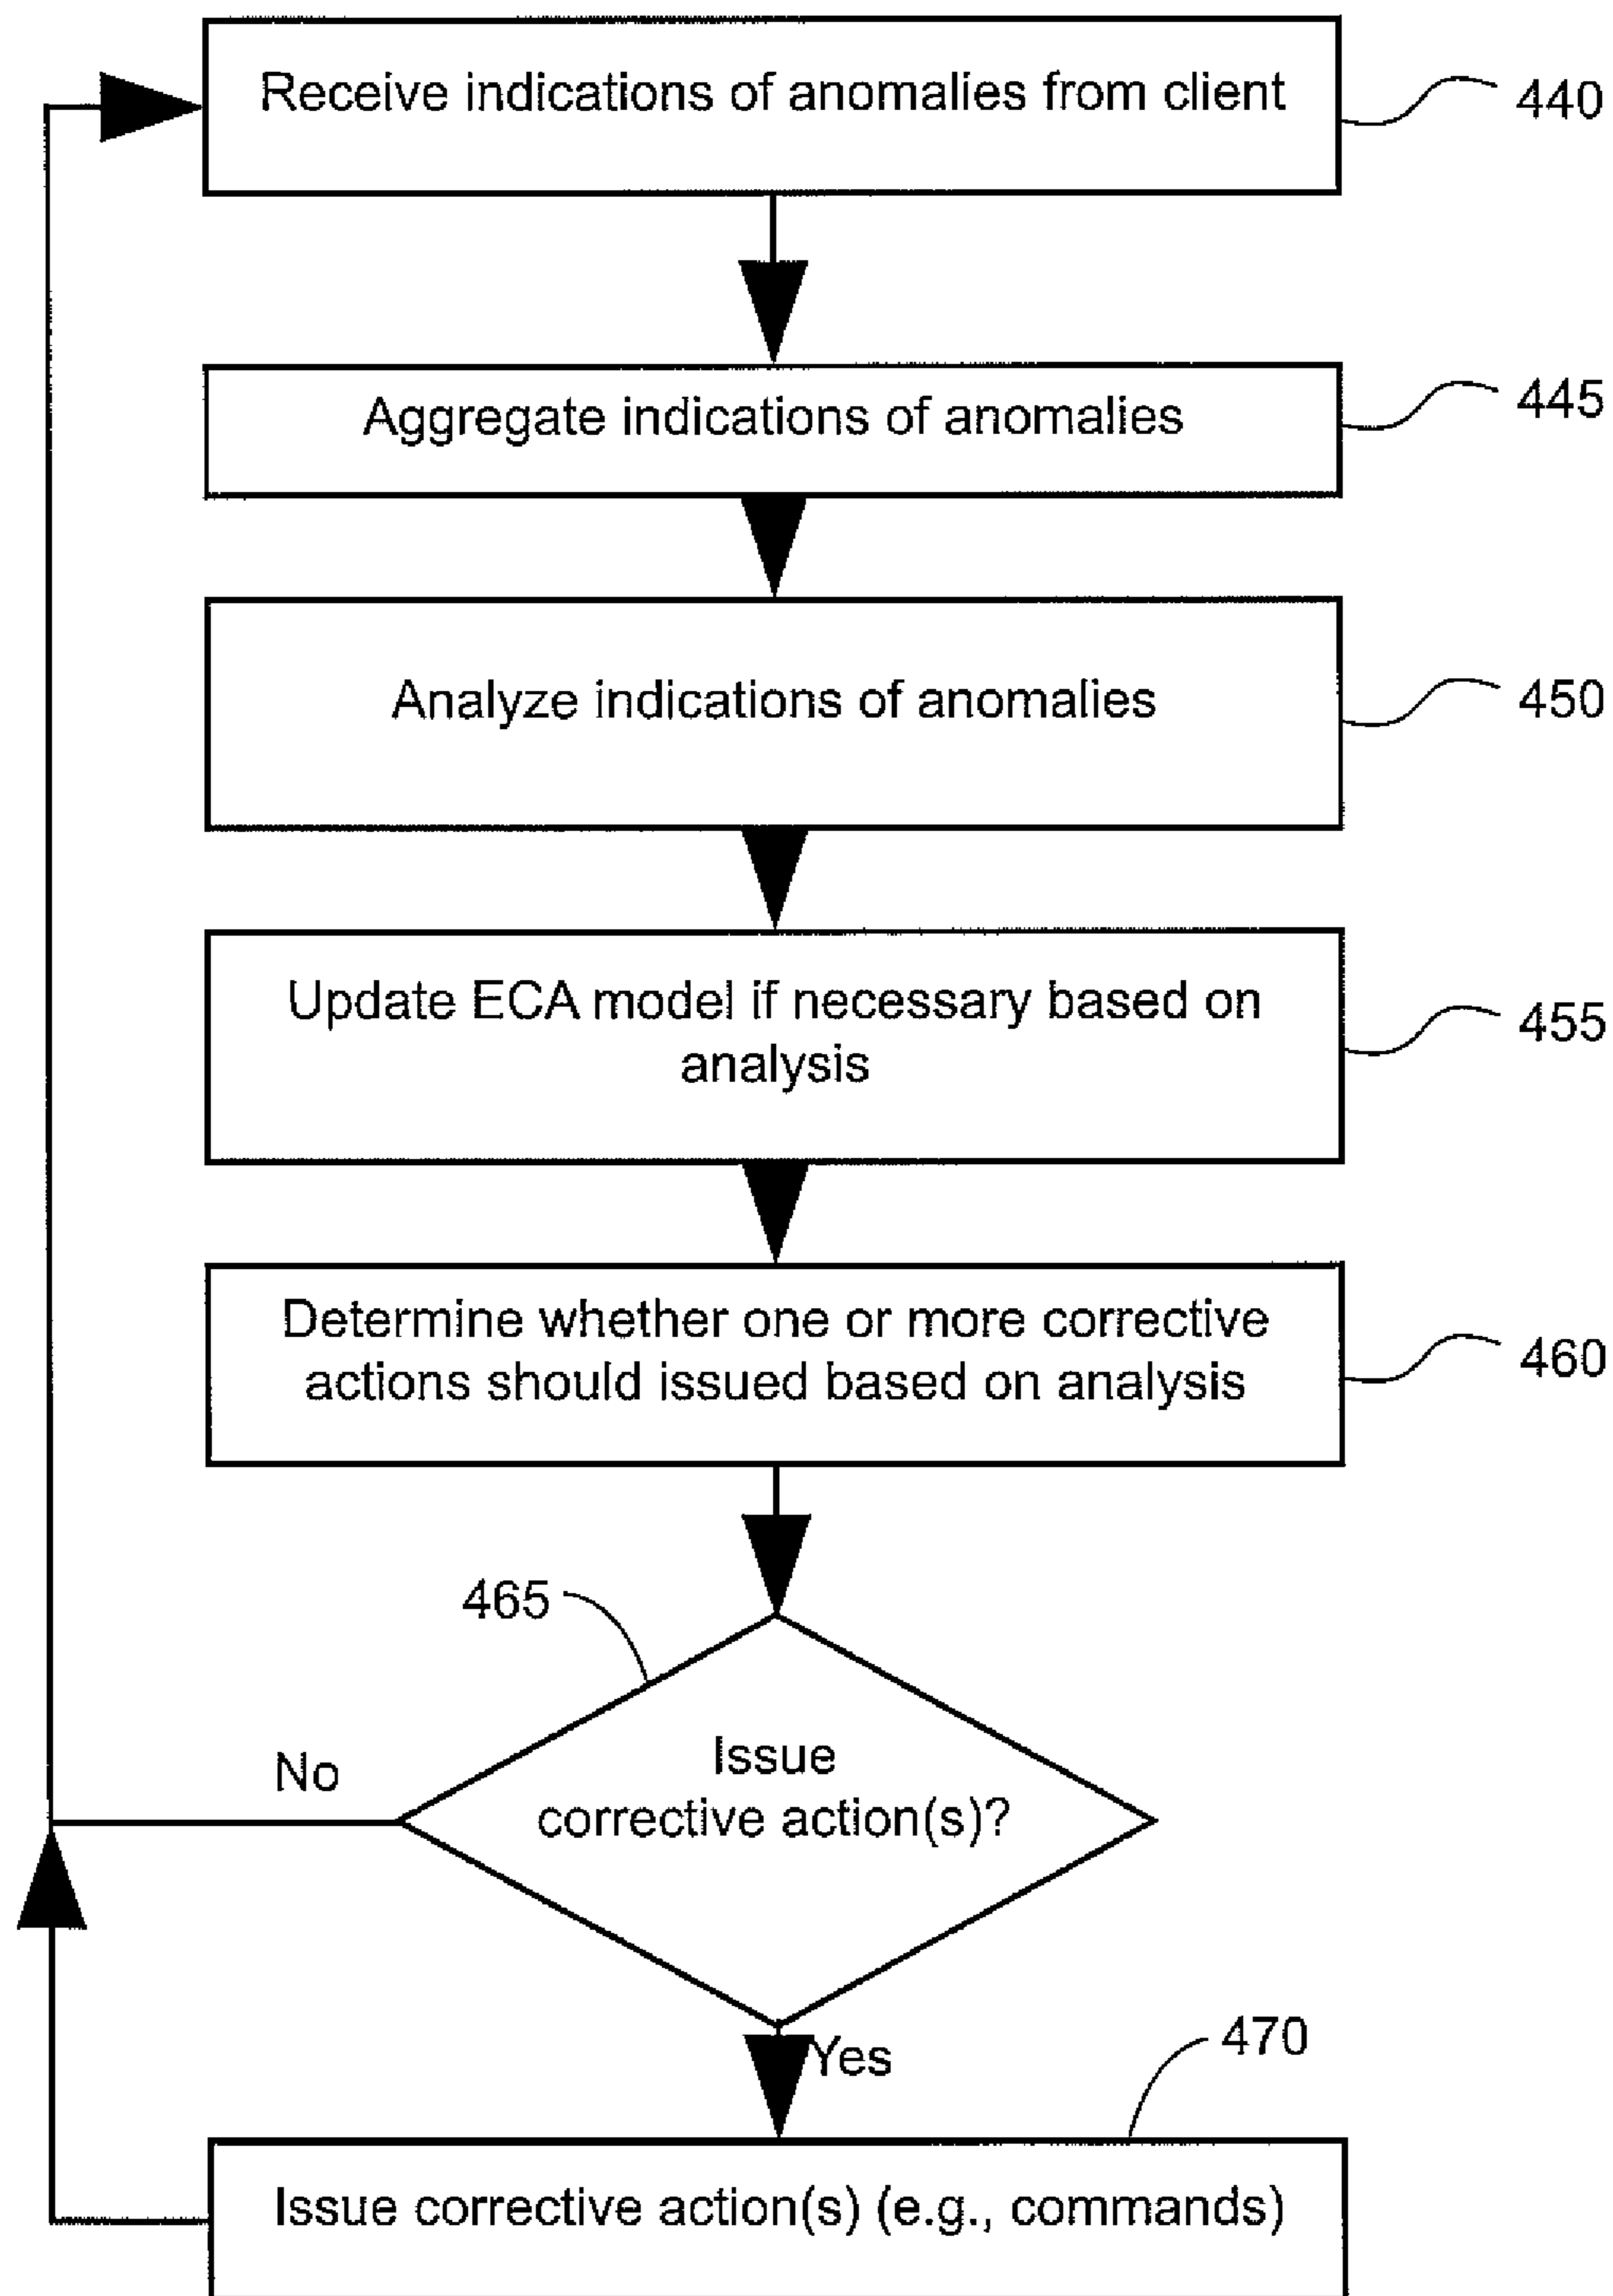 Receive indications of anomalies from client
440
Aggregate indications of anomalies
445
Analyze indications of anomalies
450
Update ECA model if necessary based on
analysis
455
Determine whether one or more corrective
actions should issued based on analysis
460
465
Issue
corrective action(s)?
No
Yes
470
Issue corrective action(s) (e.g., commands)